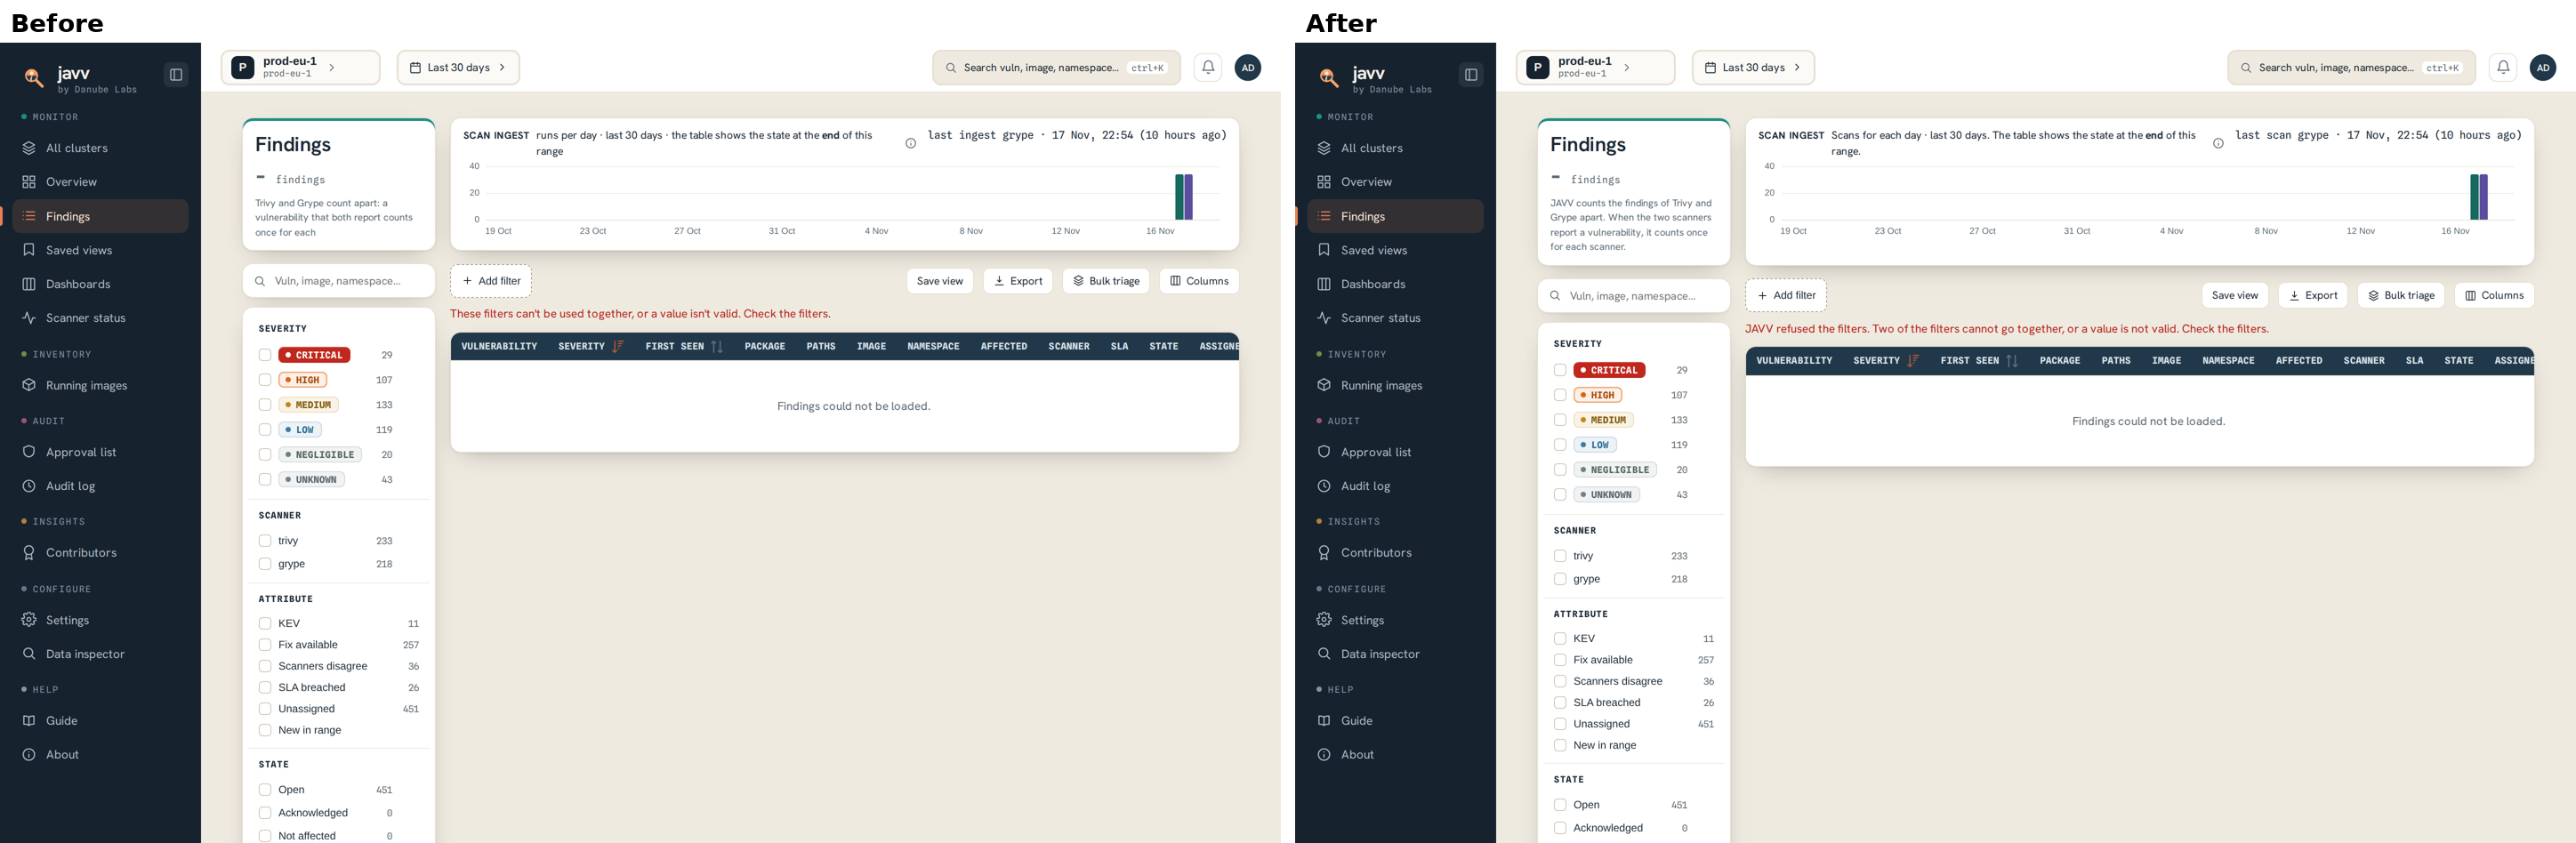 Before
javv
by Danube Labs
MONITOR
All clusters
Overview
Findings
Saved views
Dashboards
Scanner status
INVENTORY
Running images
AUDIT
Approval list
Audit log
INSIGHTS
Contributors
CONFIGURE
Settings
Data inspector
HELP
Guide
About
P prod-eu-1
prod-eu-1
Last 30 days
Search vuln, image, namespace... ctrl+K
AD
Findings
– findings
Trivy and Grype count apart: a
vulnerability that both report counts
once for each
SCAN INGEST runs per day · last 30 days · the table shows the state at the end of this
range
last ingest grype · 17 Nov, 22:54 (10 hours ago)
40
20
0
19 Oct 23 Oct 27 Oct 31 Oct 4 Nov 8 Nov 12 Nov 16 Nov
Vuln, image, namespace...
Add filter
Save view Export Bulk triage Columns
These filters can't be used together, or a value isn't valid. Check the filters.
VULNERABILITY SEVERITY FIRST SEEN PACKAGE PATHS IMAGE NAMESPACE AFFECTED SCANNER SLA STATE ASSIGNE
Findings could not be loaded.
SEVERITY
CRITICAL 29
HIGH 107
MEDIUM 133
LOW 119
NEGLIGIBLE 20
UNKNOWN 43
SCANNER
trivy 233
grype 218
ATTRIBUTE
KEV 11
Fix available 257
Scanners disagree 36
SLA breached 26
Unassigned 451
New in range
STATE
Open 451
Acknowledged 0
Not affected 0
After
javv
by Danube Labs
MONITOR
All clusters
Overview
Findings
Saved views
Dashboards
Scanner status
INVENTORY
Running images
AUDIT
Approval list
Audit log
INSIGHTS
Contributors
CONFIGURE
Settings
Data inspector
HELP
Guide
About
P prod-eu-1
prod-eu-1
Last 30 days
Search vuln, image, namespace... ctrl+K
AD
Findings
– findings
JAVV counts the findings of Trivy and
Grype apart. When the two scanners
report a vulnerability, it counts once
for each scanner.
SCAN INGEST Scans for each day · last 30 days. The table shows the state at the end of this
range.
last scan grype · 17 Nov, 22:54 (10 hours ago)
40
20
0
19 Oct 23 Oct 27 Oct 31 Oct 4 Nov 8 Nov 12 Nov 16 Nov
Vuln, image, namespace...
Add filter
Save view Export Bulk triage Columns
JAVV refused the filters. Two of the filters cannot go together, or a value is not valid. Check the filters.
VULNERABILITY SEVERITY FIRST SEEN PACKAGE PATHS IMAGE NAMESPACE AFFECTED SCANNER SLA STATE ASSIGNE
Findings could not be loaded.
SEVERITY
CRITICAL 29
HIGH 107
MEDIUM 133
LOW 119
NEGLIGIBLE 20
UNKNOWN 43
SCANNER
trivy 233
grype 218
ATTRIBUTE
KEV 11
Fix available 257
Scanners disagree 36
SLA breached 26
Unassigned 451
New in range
STATE
Open 451
Acknowledged 0